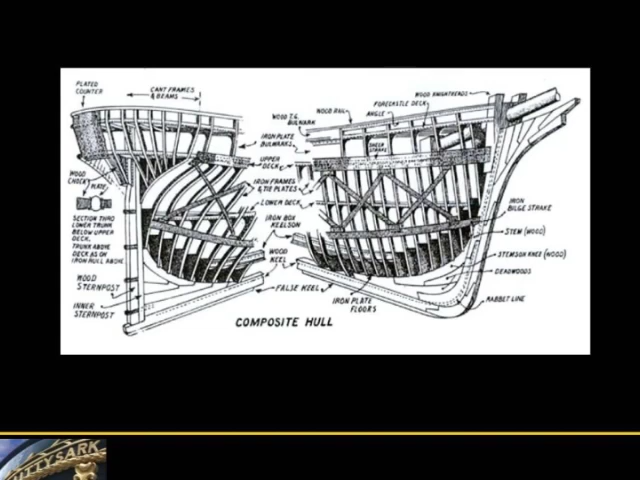 PLATED
COUNTER
CANT FRAMES
& BEAMS
WOOD KNIGHTHEADS
FORECASTLE DECK
WOOD RAIL
ANGLE
WOOD T.G.
BULWARK
IRON PLATE
BULWARKS
SHEER
STRAKE
UPPER
DECK
WOOD
CHOCK
PLATE
IRON FRAMES
& TIE PLATES
LOWER DECK
IRON
BILGE STRAKE
SECTION THRO
LOWER TRUNK
BELOW UPPER
DECK.
TRUNK ABOVE
DECK AS ON
IRON HULL ABOVE
IRON BOX
KEELSON
STEM (WOOD)
WOOD
KEEL
STEMSON KNEE (WOOD)
DEADWOODS
WOOD
STERNPOST
FALSE KEEL
IRON PLATE
FLOORS
RABBET LINE
INNER
STERNPOST
COMPOSITE HULL
TTY SARK